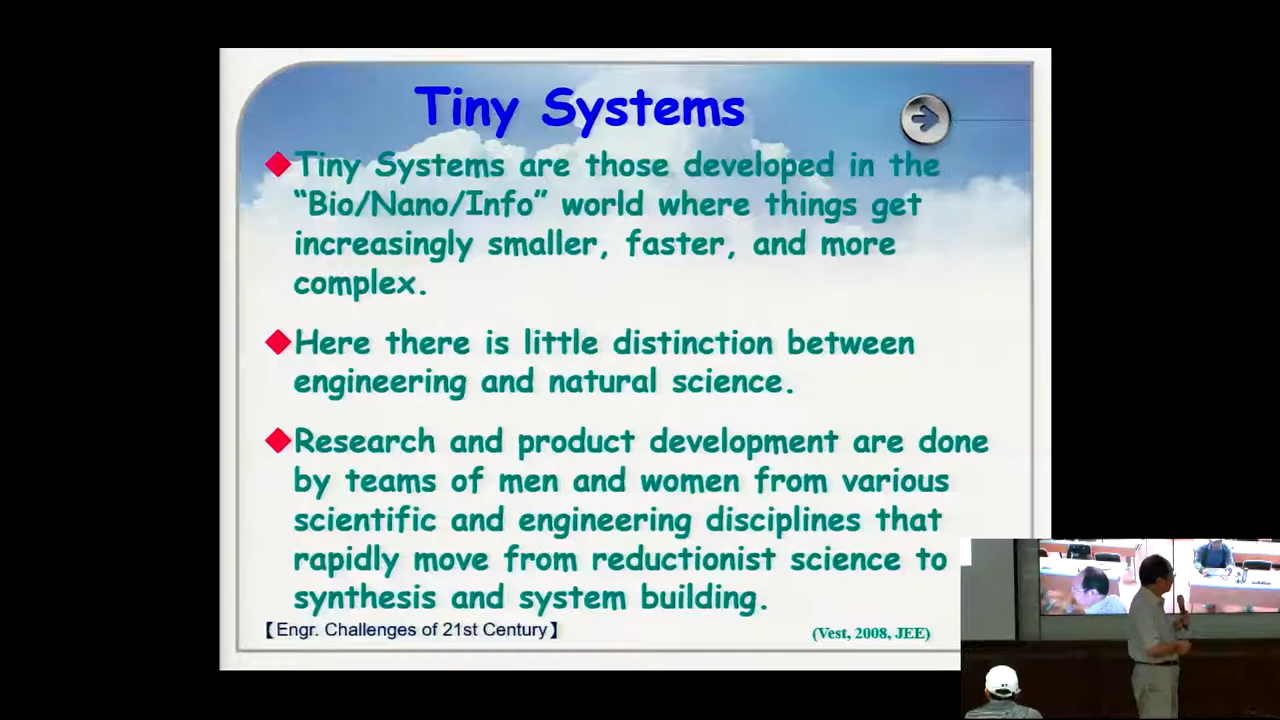 Tiny Systems
Tiny Systems are those developed in the
“Bio/Nano/Info” world where things get
increasingly smaller, faster, and more
complex.
Here there is little distinction between
engineering and natural science.
Research and product development are done
by teams of men and women from various
scientific and engineering disciplines that
rapidly move from reductionist science to
synthesis and system building.
【Engr. Challenges of 21st Century】
(Vest, 2008, JEE)